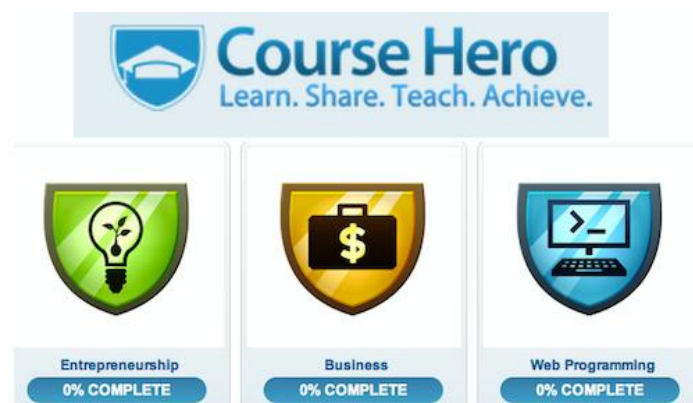 Course Hero
Learn. Share. Teach. Achieve.
$
>_
Entrepreneurship
Business
Web Programming
0% COMPLETE
0% COMPLETE
0% COMPLETE